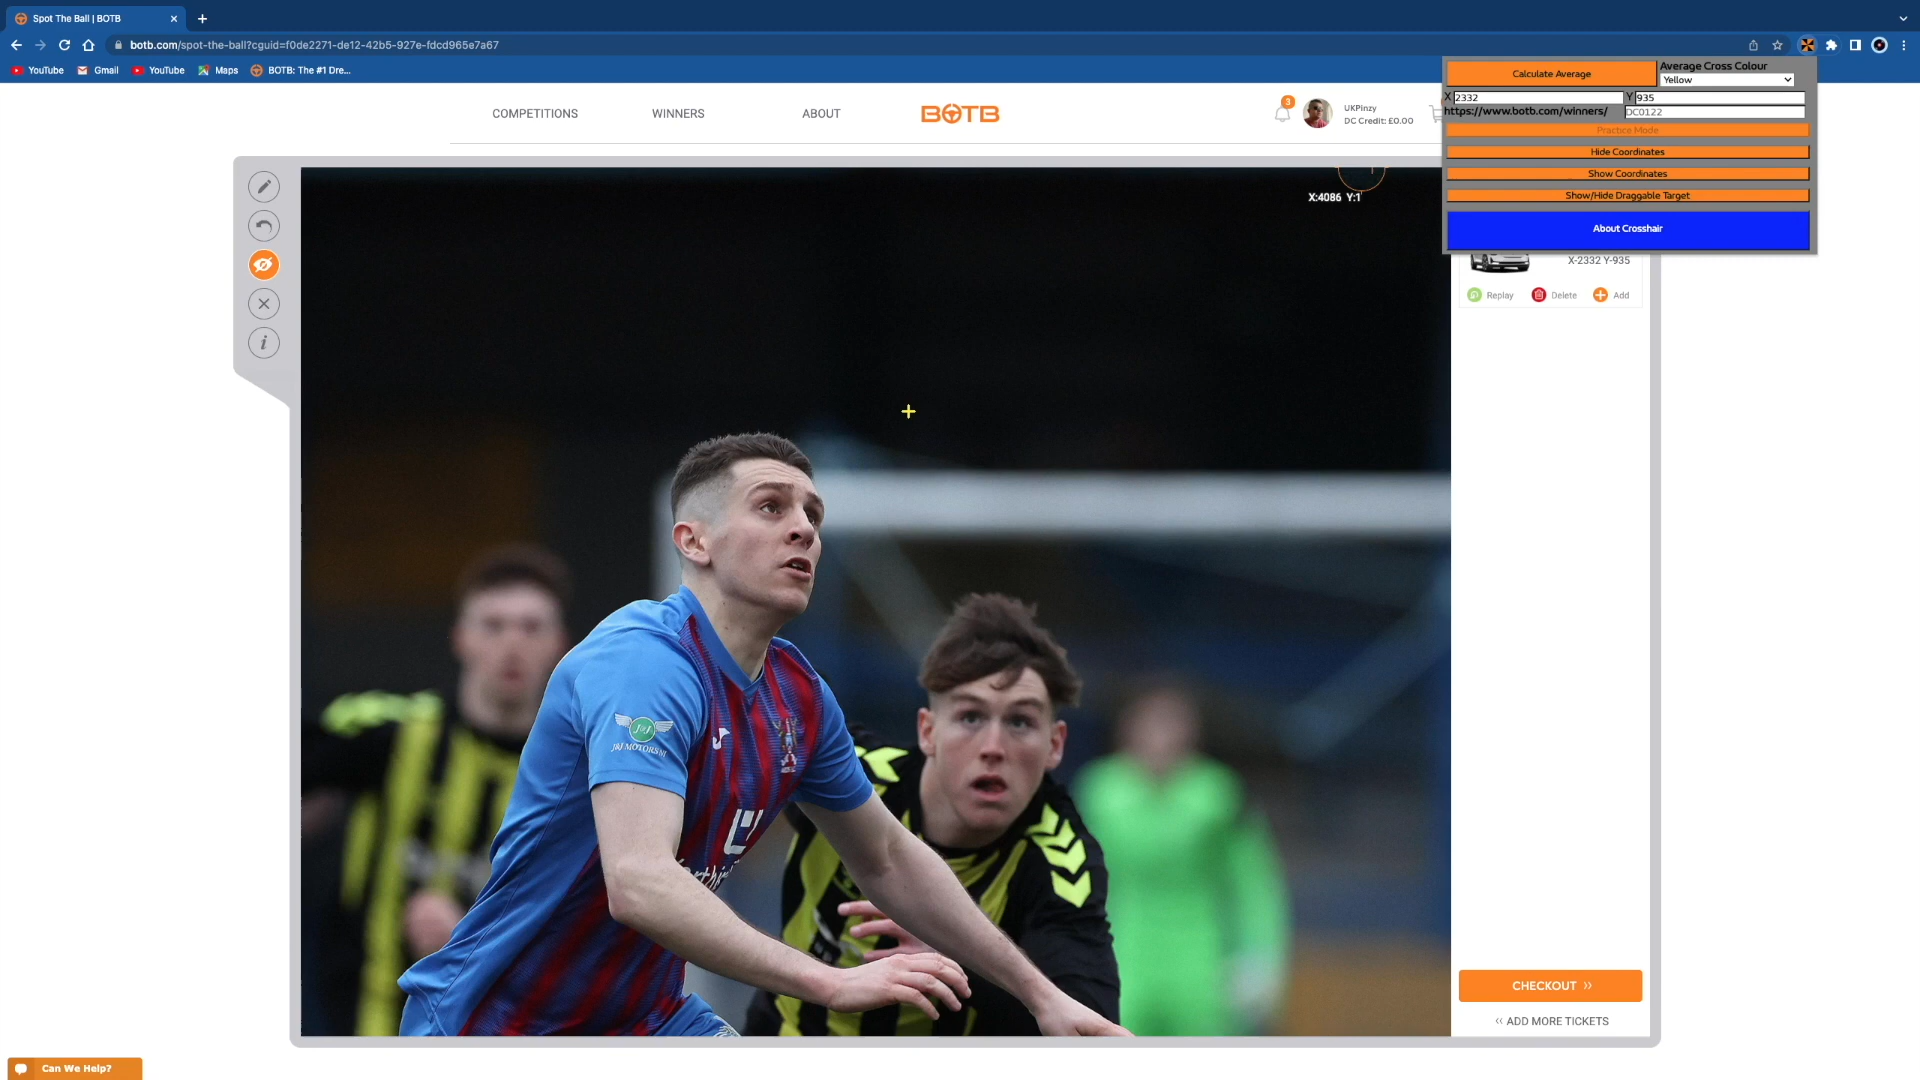 Spot The Ball | BOTB
botb.com/spot-the-ball?cguid=f0de2271-de12-42b5-927e-fdcd965e7a67
YouTube
Gmail
YouTube
Maps
BOTB: The #1 Dre...
Calculate Average
Average Cross Colour
Yellow
X 2332 Y 935
https://www.botb.com/winners/ DC0122
Practice Mode
Hide Coordinates
Show Coordinates
Show/Hide Draggable Target
About Crosshair
COMPETITIONS
WINNERS
ABOUT
BOTB
3
UKPinzy
DC Credit: £0.00
X:4086 Y:1
X-2332 Y-935
Replay
Delete
Add
J&J
J&J MOTORS NI
CHECKOUT »
« ADD MORE TICKETS
Can We Help?